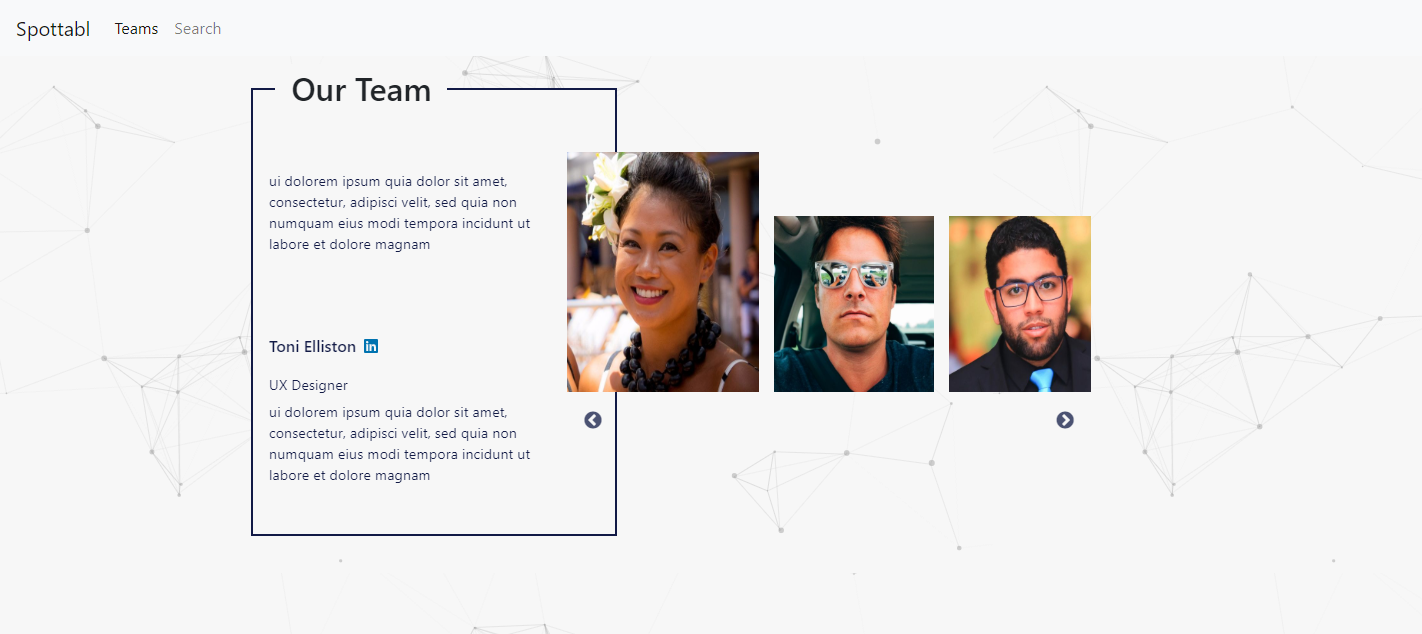 Spottabl Teams Search
Our Team
ui dolorem ipsum quia dolor sit amet,
consectetur, adipisci velit, sed quia non
numquam eius modi tempora incidunt ut
labore et dolore magnam
Toni Elliston in
UX Designer
ui dolorem ipsum quia dolor sit amet,
consectetur, adipisci velit, sed quia non
numquam eius modi tempora incidunt ut
labore et dolore magnam